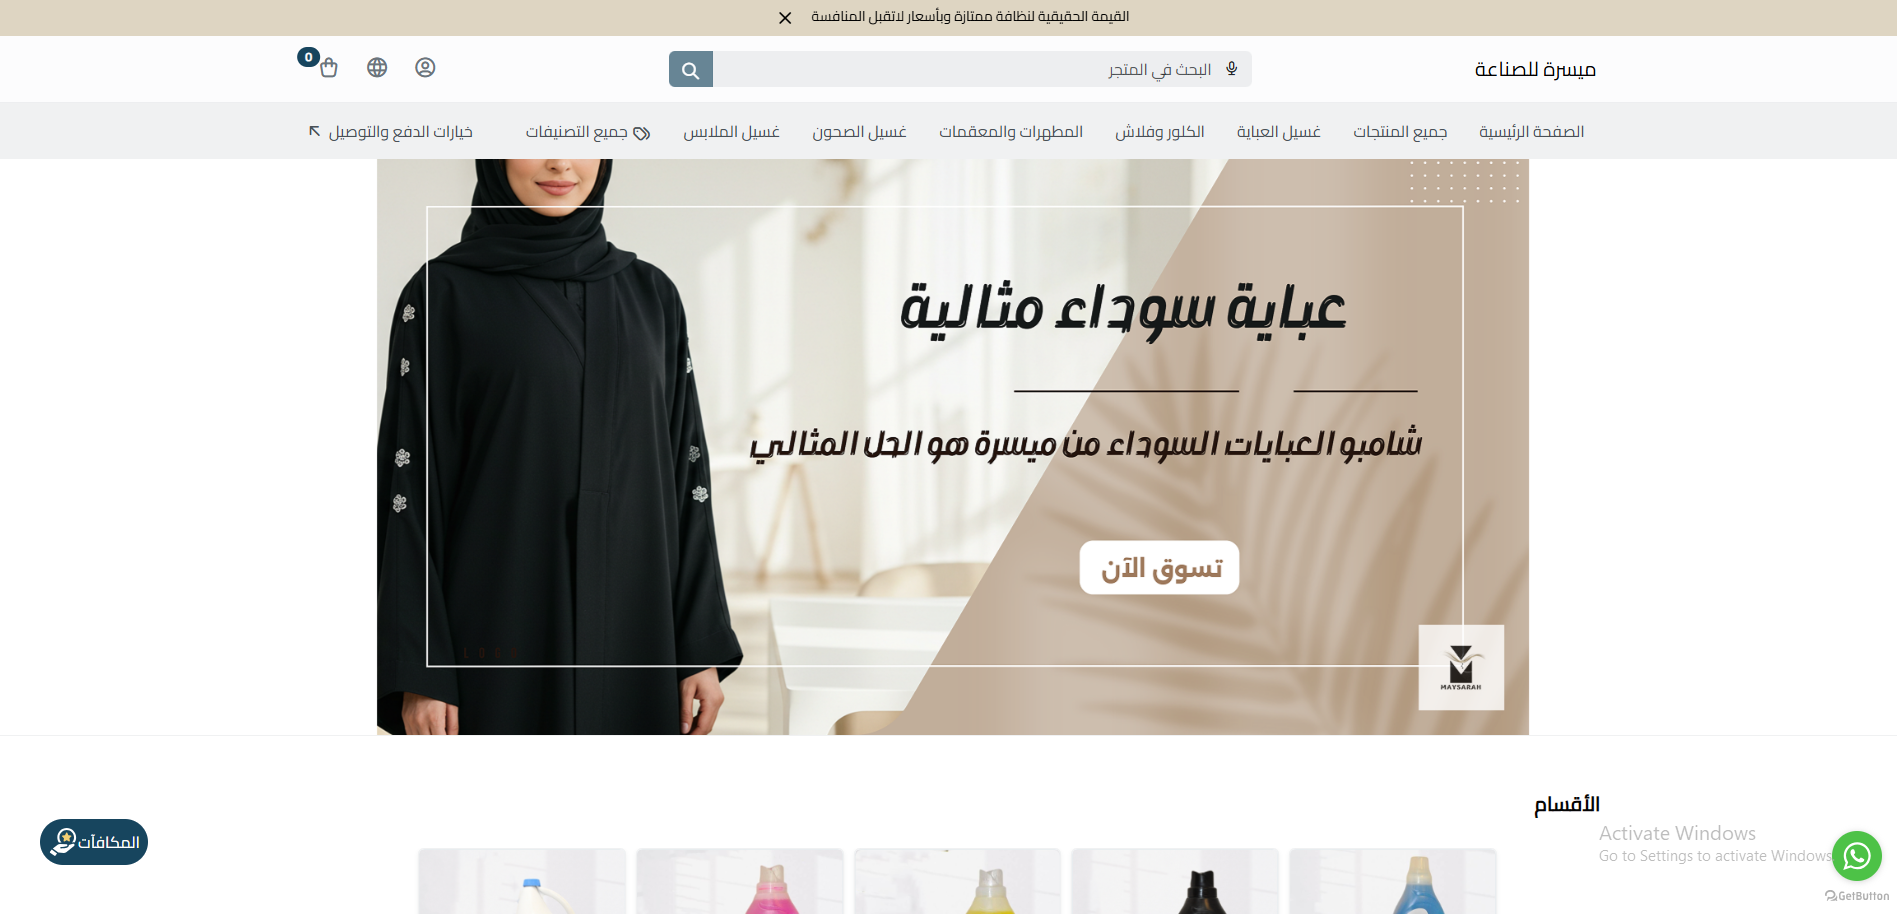 القيمة الحقيقية لنظافة ممتازة وبأسعار لاتقبل المنافسة
ميسرة للصناعة
البحث في المتجر
0
الصفحة الرئيسية
جميع المنتجات
غسيل العباية
الكلور وفلاش
المطهرات والمعقمات
غسيل الصحون
غسيل الملابس
جميع التصنيفات
خيارات الدفع والتوصيل
عباية سوداء مثالية
شامبو العبايات السوداء من ميسرة هو الحل المثالي
تسوق الآن
MAYSARAH
الأقسام
المكافآت
Activate Windows
Go to Settings to activate Windows
GetButton